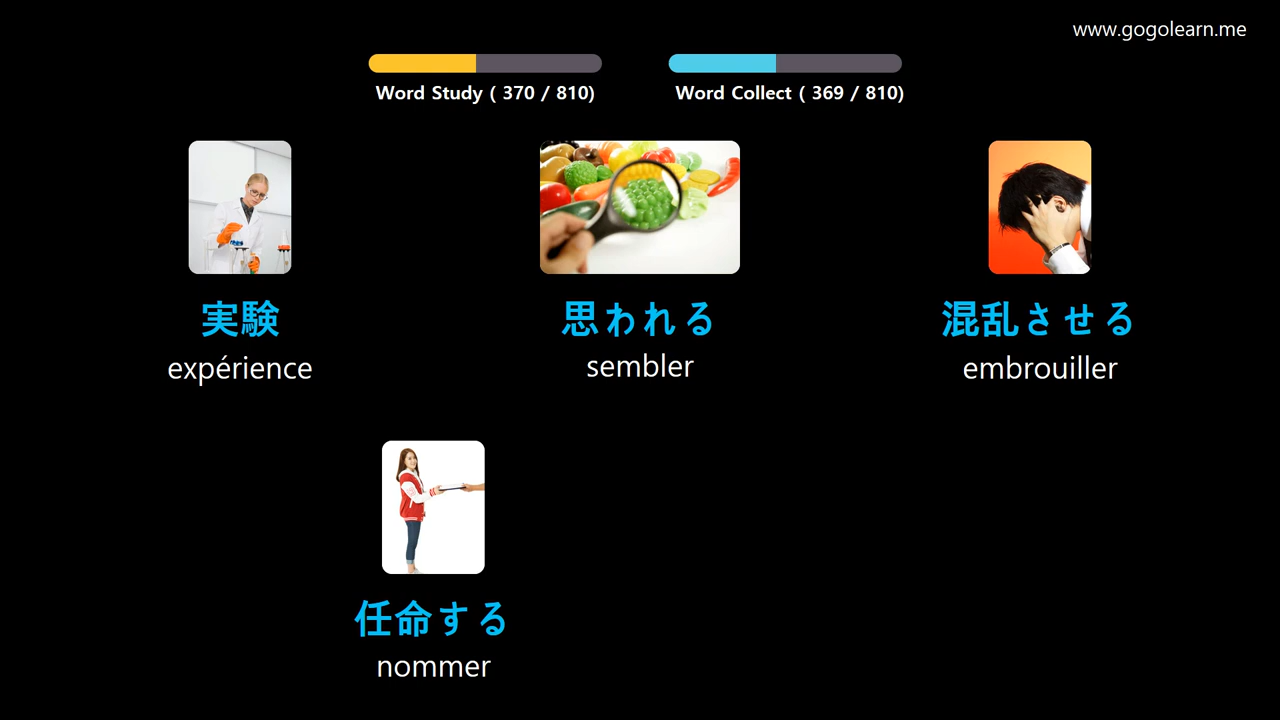 www.gogolearn.me
Word Study ( 370 / 810)
Word Collect ( 369 / 810)
実験
expérience
思われる
sembler
混乱させる
embrouiller
任命する
nommer